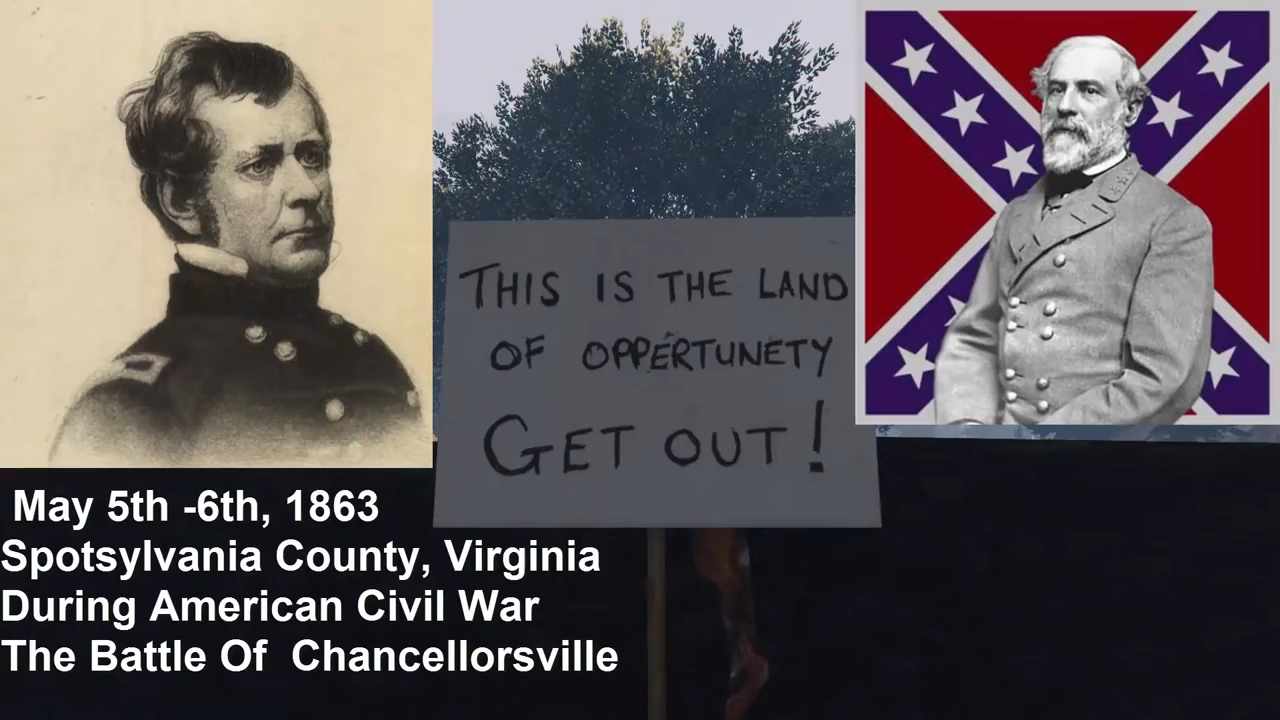 THIS IS THE LAND
OF OPPERTUNETY
GET OUT!
May 5th -6th, 1863
Spotsylvania County, Virginia
During American Civil War
The Battle Of  Chancellorsville